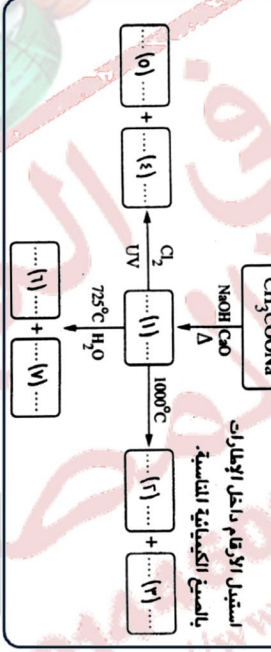 استبدل الأرقام داخل الإطارات
بالصيغ الكيميائية المناسبة.
CH₃COONa
NaOH CaO
Δ
...... (٥) ...... + ...... (٤) ......
Cl₂
UV
...... (١) ......
1000°C
...... (٢) ...... + ...... (٣) ......
725°C H₂O
...... (٦) ...... + ...... (٧) ......